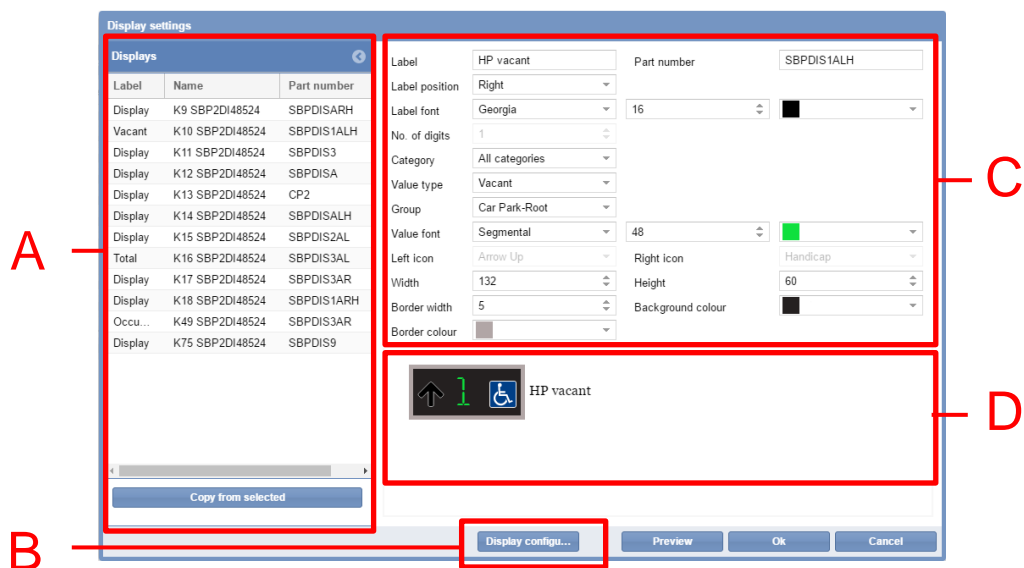 Display settings
Displays
Label Name Part number
Display K9 SBP2DI48524 SBPDISARH
Vacant K10 SBP2DI48524 SBPDIS1ALH
Display K11 SBP2DI48524 SBPDIS3
Display K12 SBP2DI48524 SBPDISA
Display K13 SBP2DI48524 CP2
Display K14 SBP2DI48524 SBPDISALH
Display K15 SBP2DI48524 SBPDIS2AL
Total K16 SBP2DI48524 SBPDIS3AL
Display K17 SBP2DI48524 SBPDIS3AR
Display K18 SBP2DI48524 SBPDIS1ARH
Occu... K49 SBP2DI48524 SBPDIS3AR
Display K75 SBP2DI48524 SBPDIS9
Copy from selected
A
B
Label HP vacant Part number SBPDIS1ALH
Label position Right
Label font Georgia 16
No. of digits 1
Category All categories
Value type Vacant
Group Car Park-Root
Value font Segmental 48
Left icon Arrow Up Right icon Handicap
Width 132 Height 60
Border width 5 Background colour
Border colour
C
1 HP vacant
D
Display configu... Preview Ok Cancel